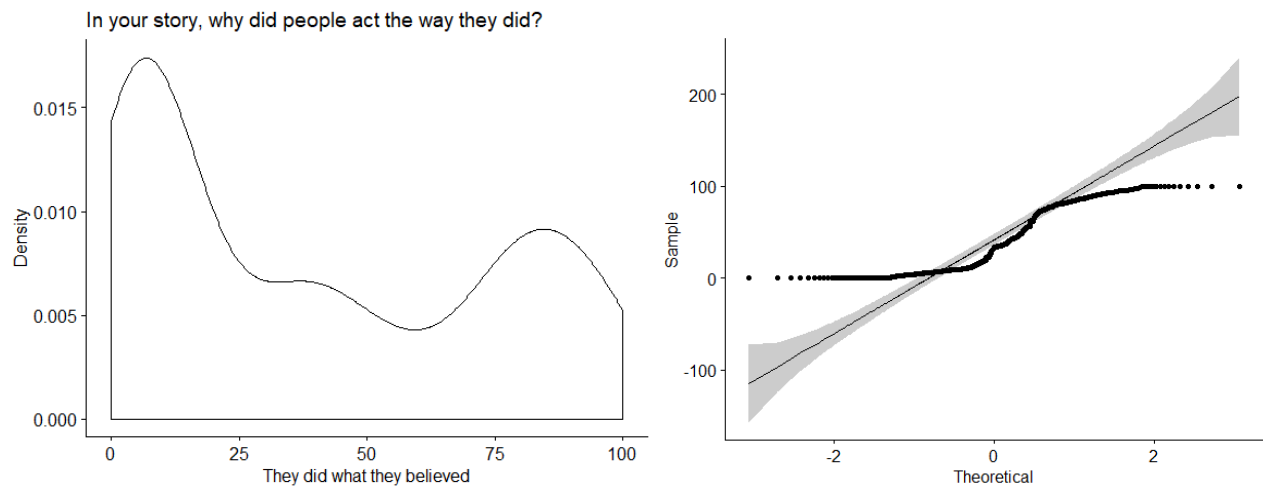 In your story, why did people act the way they did?
Density
0.015
0.010
0.005
0.000
0 25 50 75 100
They did what they believed
Sample
200
100
0
-100
-2 0 2
Theoretical